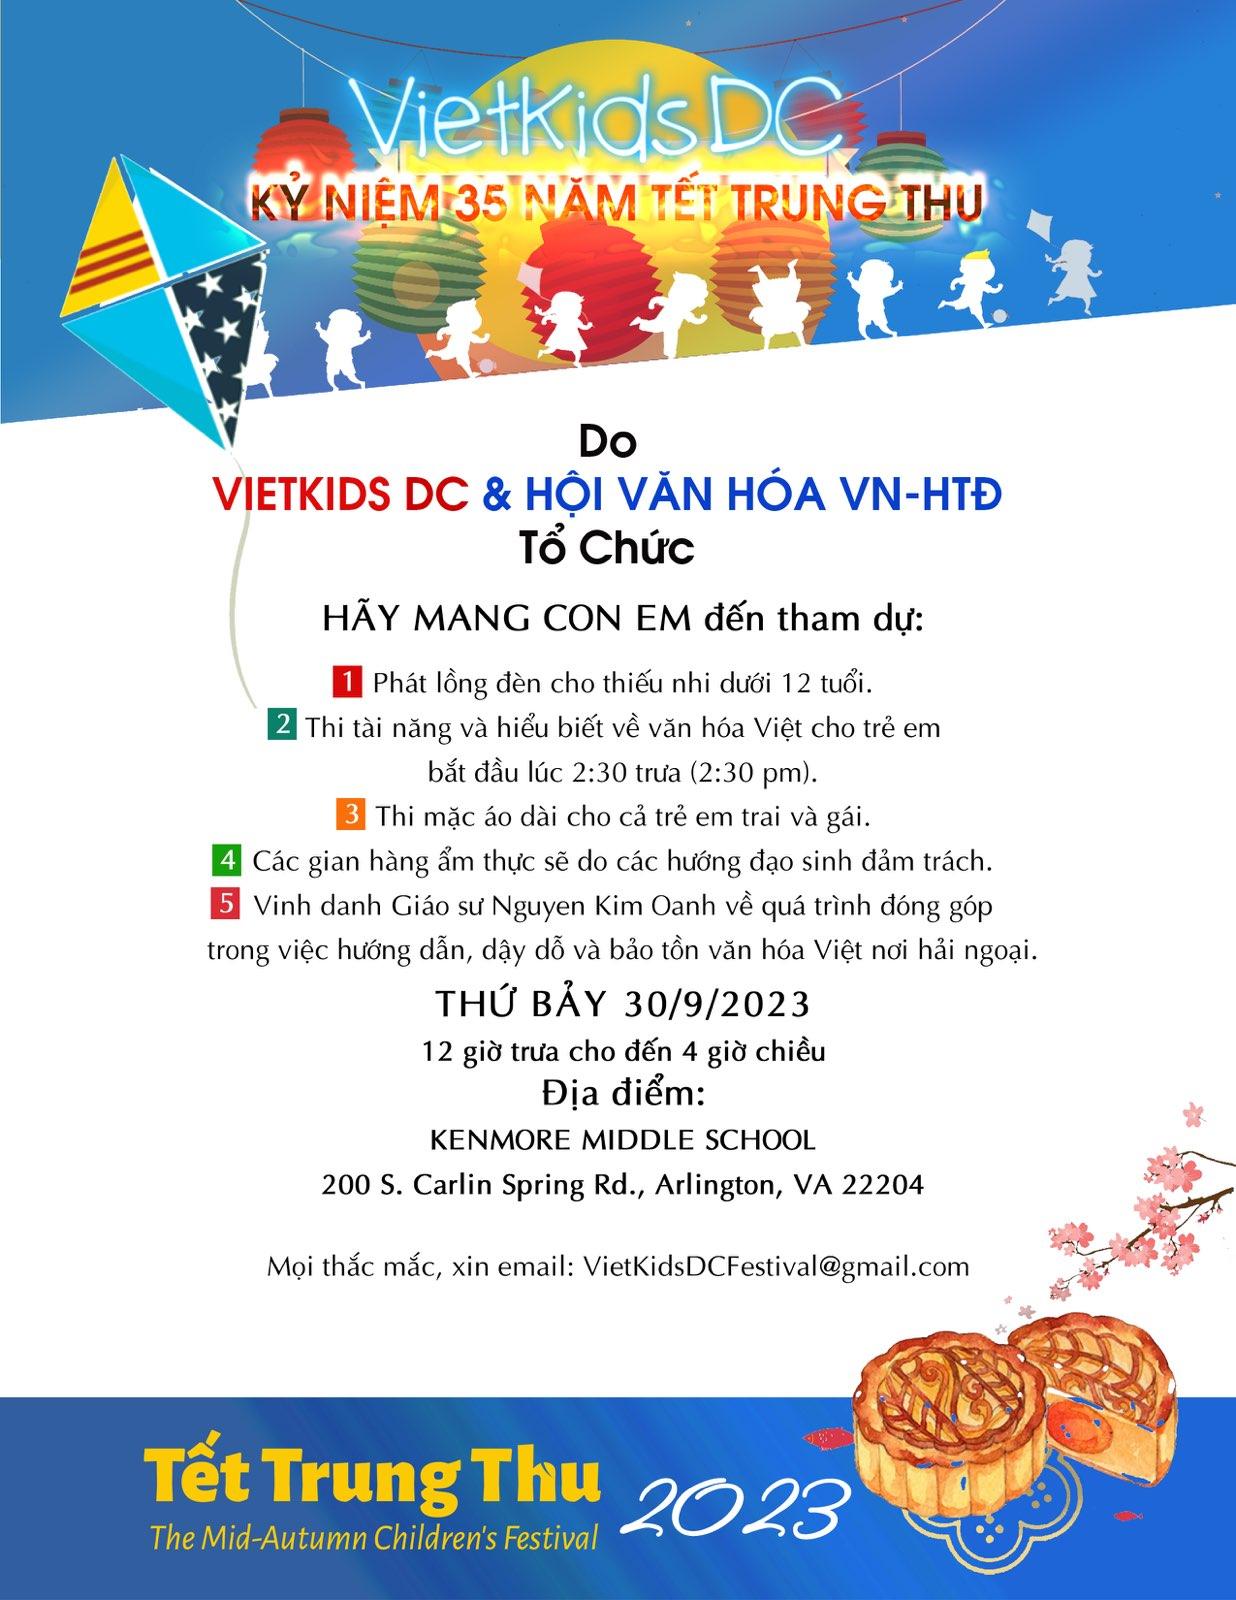 VietKidsDC
KỶ NIỆM 35 NĂM TẾT TRUNG THU
Do
VIETKIDS DC & HỘI VĂN HÓA VN-HTĐ
Tổ Chức
HÃY MANG CON EM đến tham dự:
1 Phát lồng đèn cho thiếu nhi dưới 12 tuổi.
2 Thi tài năng và hiểu biết về văn hóa Việt cho trẻ em
bắt đầu lúc 2:30 trưa (2:30 pm).
3 Thi mặc áo dài cho cả trẻ em trai và gái.
4 Các gian hàng ẩm thực sẽ do các hướng đạo sinh đảm trách.
5 Vinh danh Giáo sư Nguyen Kim Oanh về quá trình đóng góp
trong việc hướng dẫn, dậy dỗ và bảo tồn văn hóa Việt nơi hải ngoại.
THỨ BẢY 30/9/2023
12 giờ trưa cho đến 4 giờ chiều
Địa điểm:
KENMORE MIDDLE SCHOOL
200 S. Carlin Spring Rd., Arlington, VA 22204
Mọi thắc mắc, xin email: VietKidsDCFestival@gmail.com
Tết Trung Thu 2023
The Mid-Autumn Children's Festival